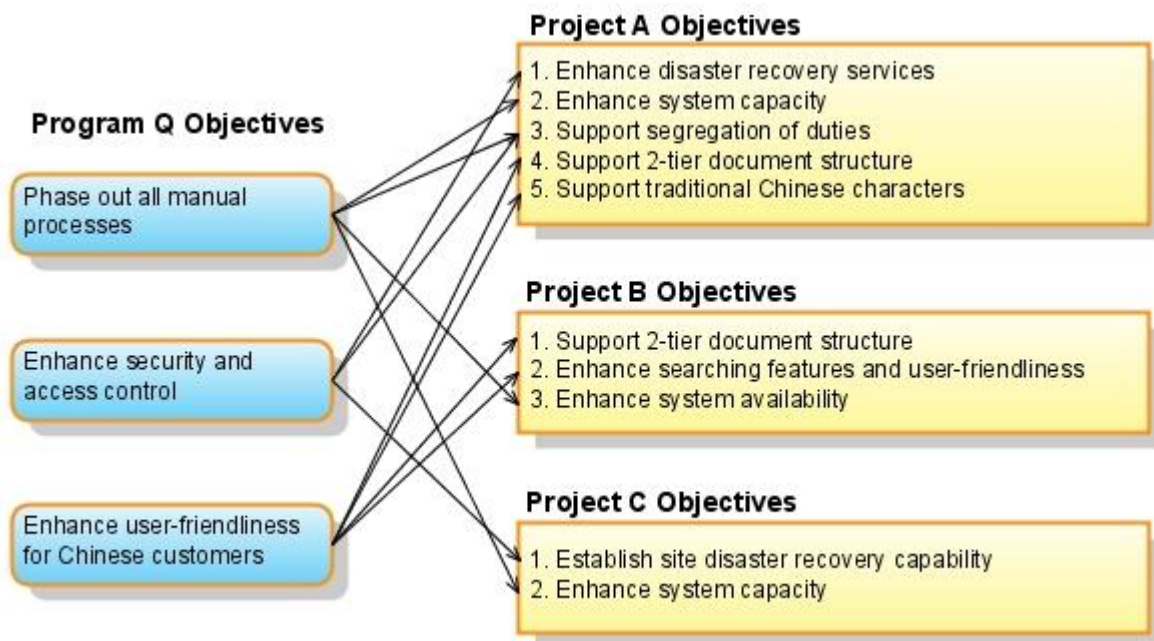 Program Q Objectives
Phase out all manual
processes
Enhance security and
access control
Enhance user-friendliness
for Chinese customers
Project A Objectives
1. Enhance disaster recovery services
2. Enhance system capacity
3. Support segregation of duties
4. Support 2-tier document structure
5. Support traditional Chinese characters
Project B Objectives
1. Support 2-tier document structure
2. Enhance searching features and user-friendliness
3. Enhance system availability
Project C Objectives
1. Establish site disaster recovery capability
2. Enhance system capacity